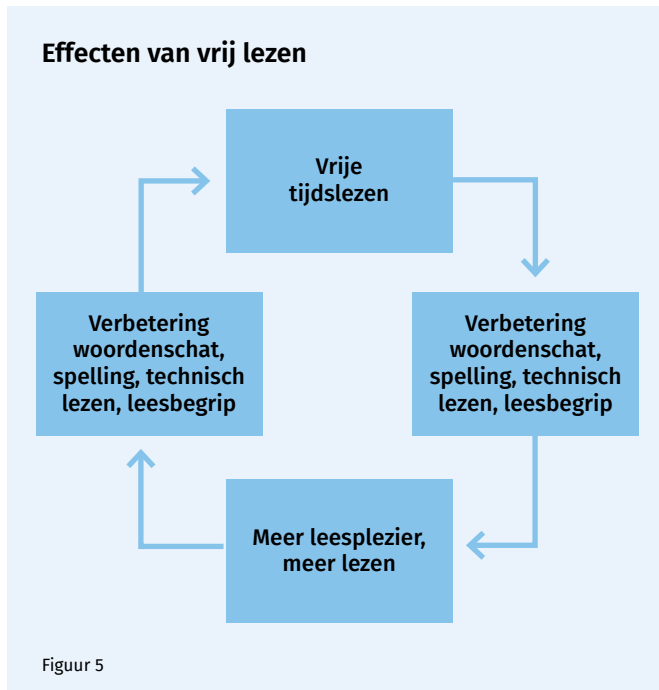 Effecten van vrij lezen
Vrije
tijdslezen
Verbetering
woordenschat,
spelling, technisch
lezen, leesbegrip
Verbetering
woordenschat,
spelling, technisch
lezen, leesbegrip
Meer leesplezier,
meer lezen
Figuur 5